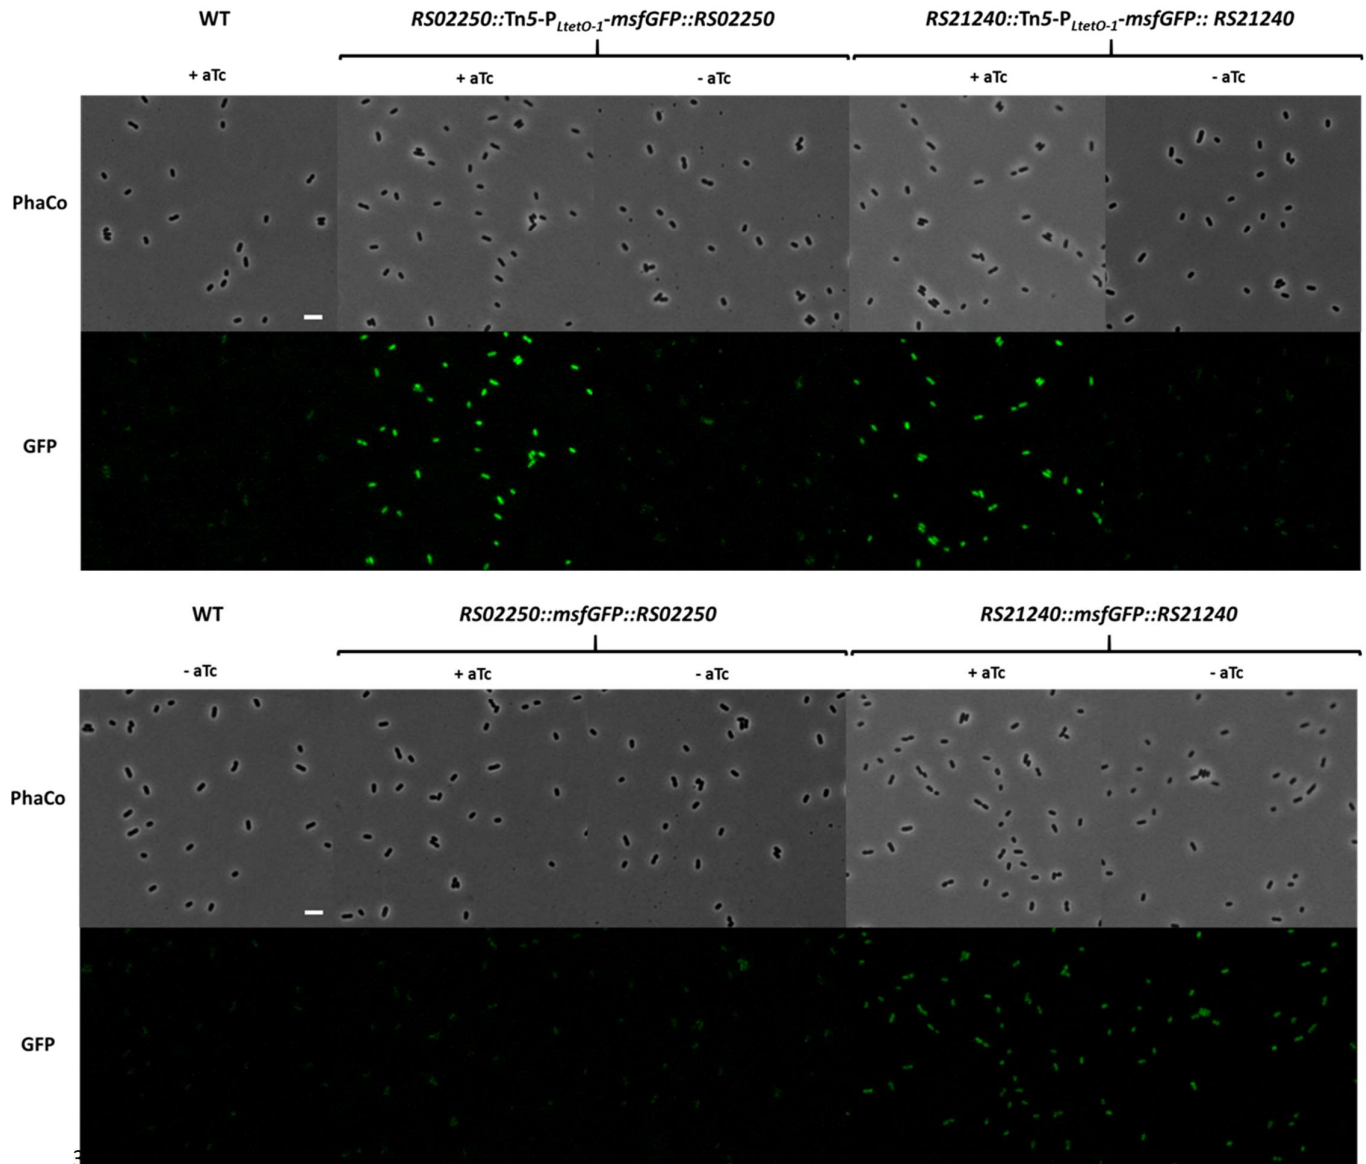 WT RS02250::Tn5-PLtetO-1-msfGFP::RS02250 RS21240::Tn5-PLtetO-1-msfGFP:: RS21240
+ aTc + aTc - aTc + aTc - aTc
PhaCo
GFP
WT RS02250::msfGFP::RS02250 RS21240::msfGFP::RS21240
- aTc + aTc - aTc + aTc - aTc
PhaCo
GFP